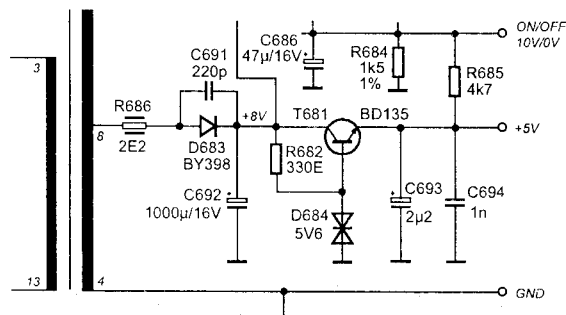 ON/OFF
10V/0V
C686
47µ/16V
C691
220p
R684
1k5
1%
R685
4k7
3
R686
+8V
T681
BD135
+5V
8
2E2
D683
BY398
R682
330E
C692
1000µ/16V
D684
5V6
C693
2µ2
C694
1n
13
4
GND